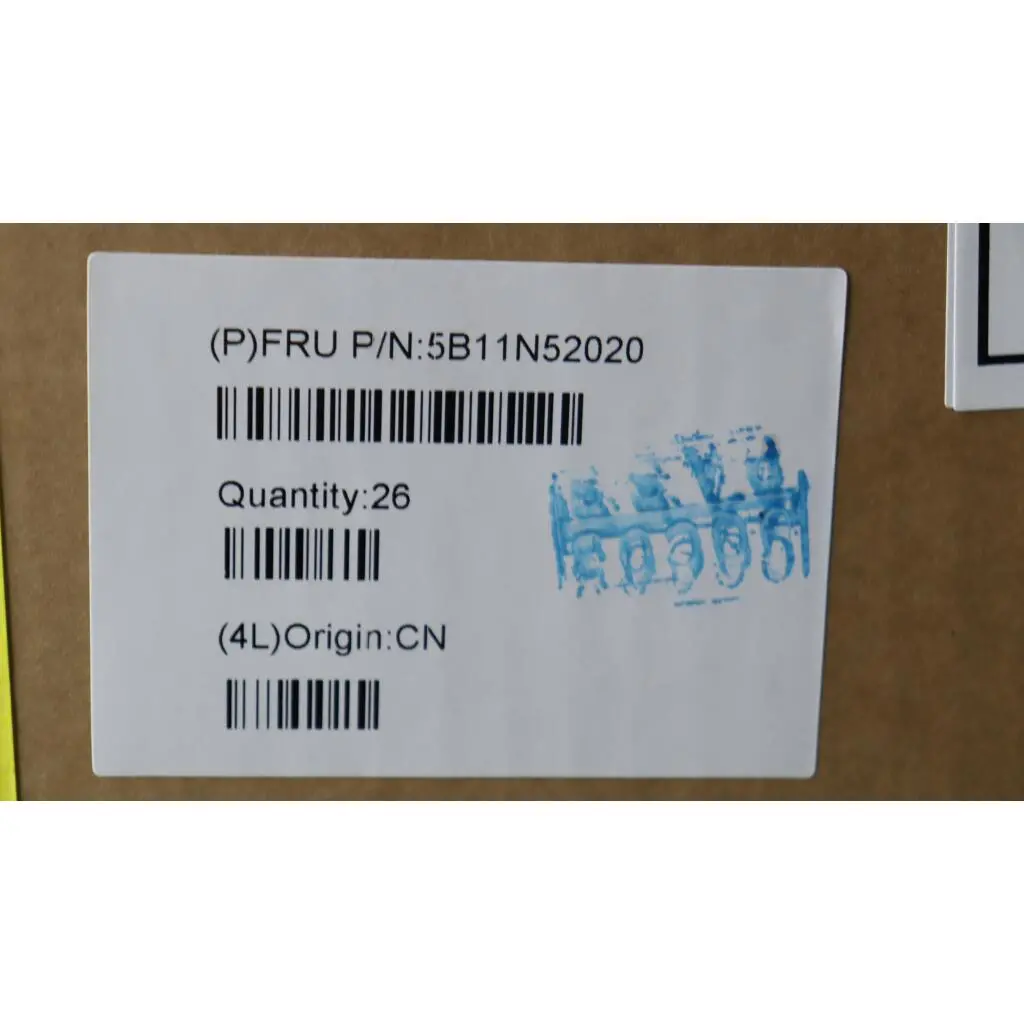 (P)FRU P/N:5B11N52020
Quantity:26
(4L)Origin:CN